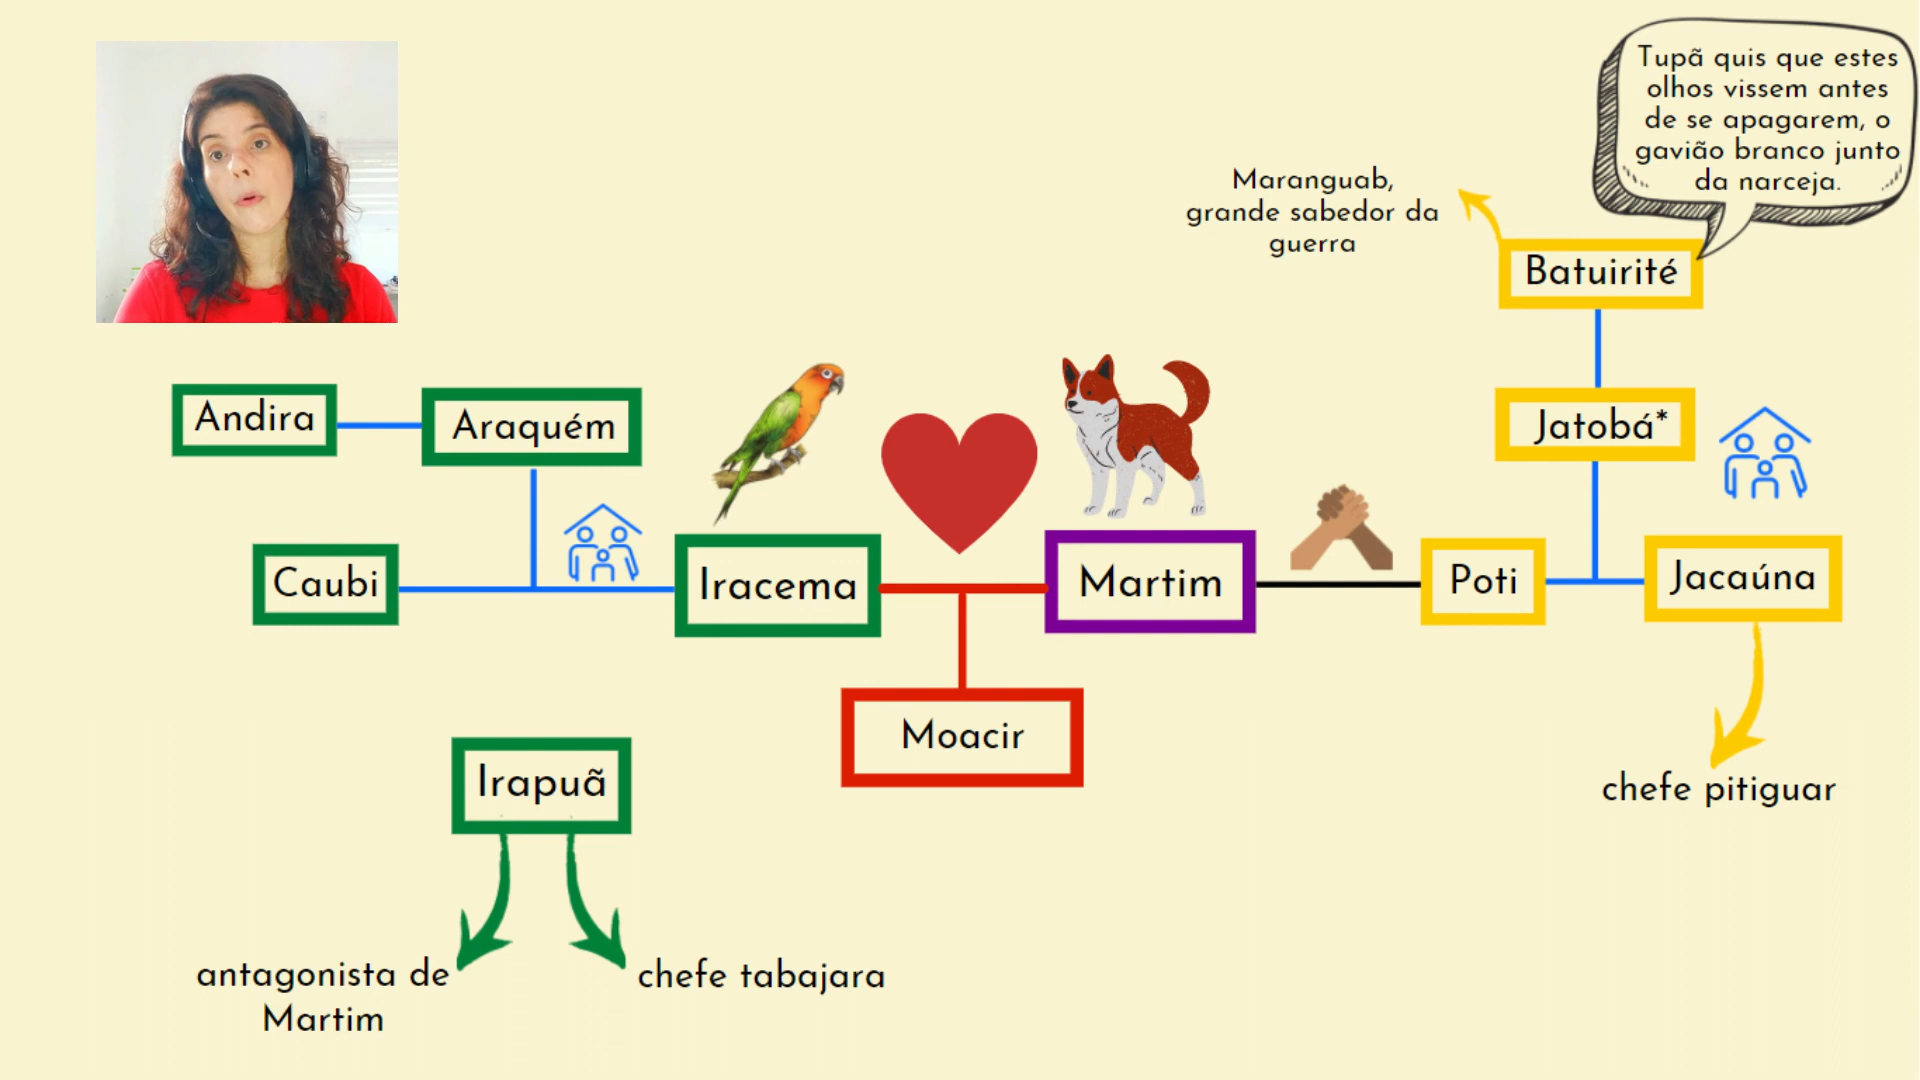 Tupã quis que estes
olhos vissem antes
de se apagarem, o
gavião branco junto
da narceja.
Maranguab,
grande sabedor da
guerra
Batuirité
Andira
Araquém
Jatobá*
Caubi
Iracema
Martim
Poti
Jacaúna
Moacir
Irapuã
chefe pitiguar
antagonista de
Martim
chefe tabajara